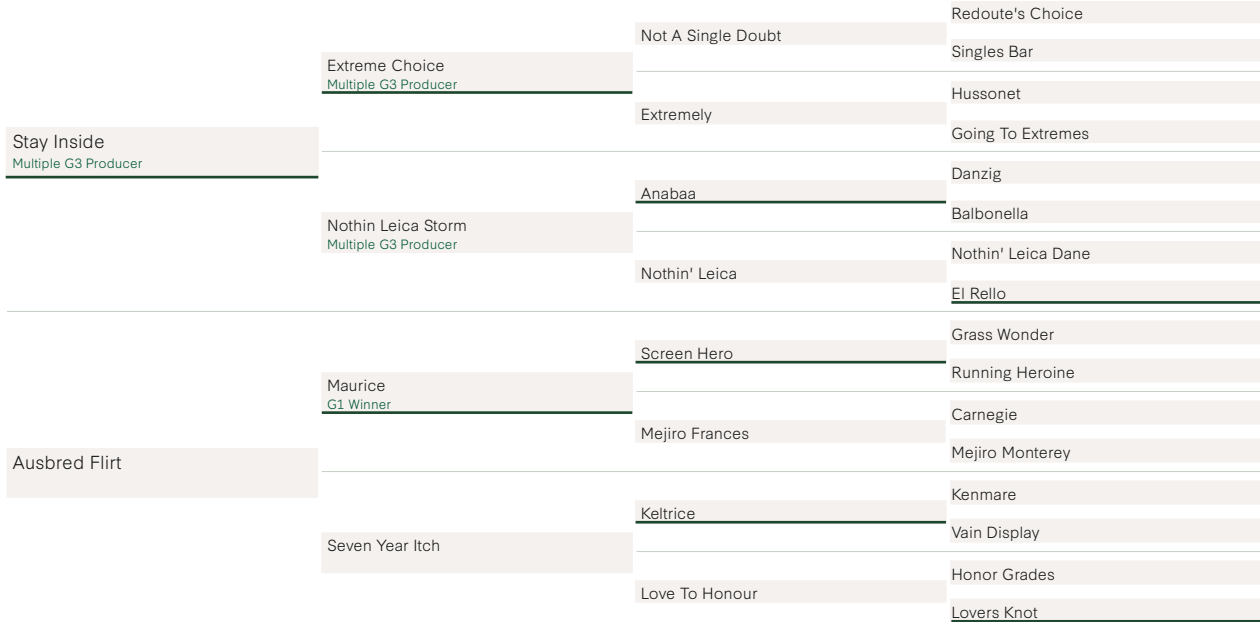 Redoute's Choice
Not A Single Doubt
Singles Bar
Extreme Choice
Multiple G3 Producer
Hussonet
Extremely
Going To Extremes
Stay Inside
Multiple G3 Producer
Danzig
Anabaa
Balbonella
Nothin Leica Storm
Multiple G3 Producer
Nothin' Leica Dane
Nothin' Leica
El Rello
Grass Wonder
Screen Hero
Running Heroine
Maurice
G1 Winner
Carnegie
Mejiro Frances
Mejiro Monterey
Ausbred Flirt
Kenmare
Keltrice
Vain Display
Seven Year Itch
Honor Grades
Love To Honour
Lovers Knot